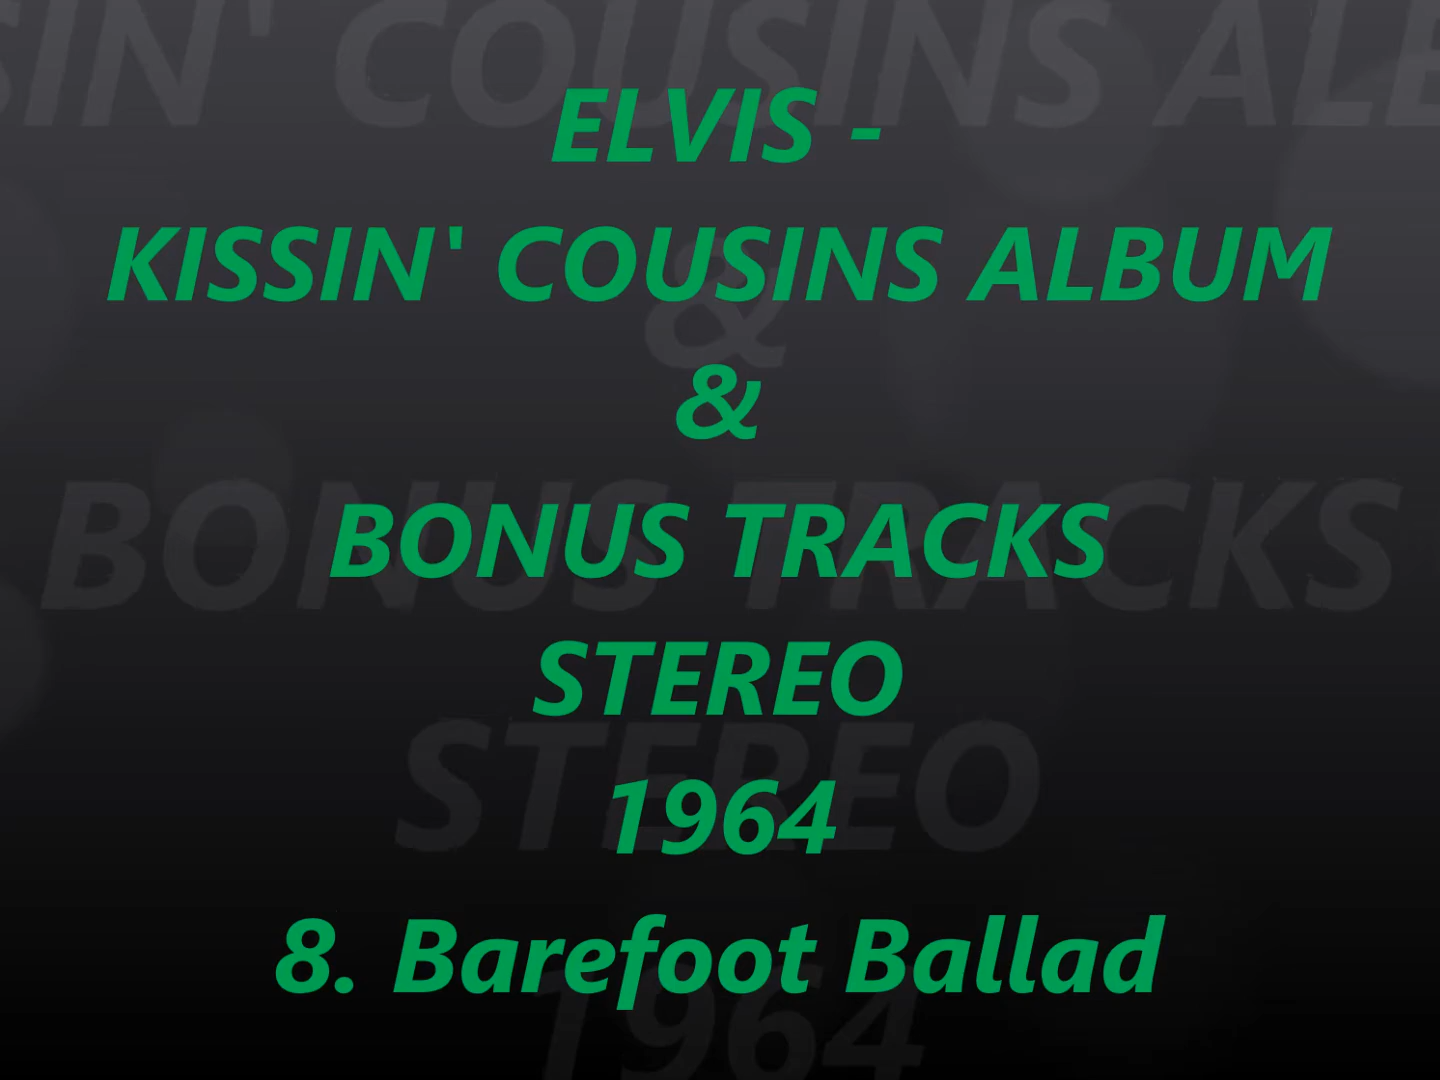 ELVIS -
KISSIN' COUSINS ALBUM
&
BONUS TRACKS
STEREO
1964
8. Barefoot Ballad